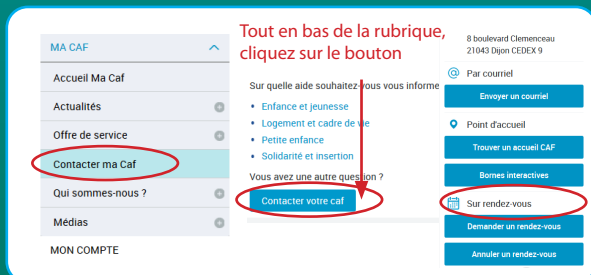 MA CAF
Accueil Ma Caf
Actualités
Offre de service
Contacter ma Caf
Qui sommes-nous ?
Médias
MON COMPTE
Tout en bas de la rubrique,
cliquez sur le bouton
Sur quelle aide souhaitez-vous vous informe
Enfance et jeunesse
Logement et cadre de vie
Petite enfance
Solidarité et insertion
Vous avez une autre question ?
Contacter votre caf
8 boulevard Clemenceau
21043 Dijon CEDEX 9
@ Par courriel
Envoyer un courriel
Point d'accueil
Trouver un accueil CAF
Bornes interactives
Sur rendez-vous
Demander un rendez-vous
Annuler un rendez-vous